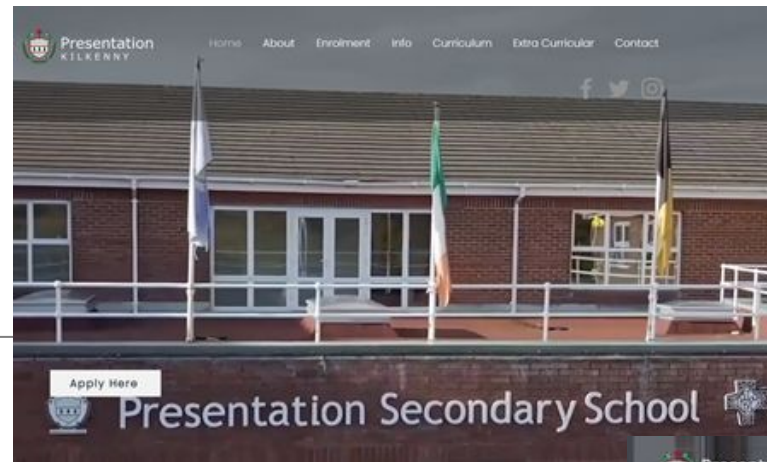 Presentation
KILKENNY
Home About Enrolment Info Curriculum Extra Curricular Contact
Apply Here
Presentation Secondary School